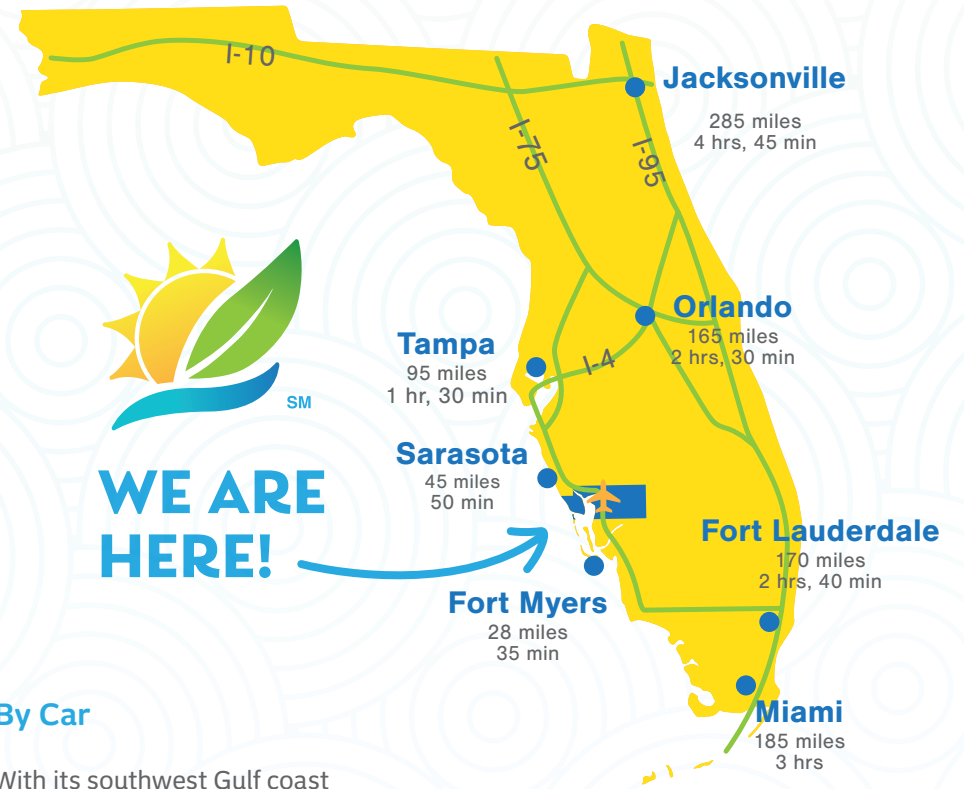 I-10
I-75
I-95
Jacksonville
285 miles
4 hrs, 45 min
Orlando
165 miles
2 hrs, 30 min
I-4
Tampa
95 miles
1 hr, 30 min
SM
Sarasota
45 miles
50 min
WE ARE
HERE!
Fort Lauderdale
170 miles
2 hrs, 40 min
Fort Myers
28 miles
35 min
Miami
185 miles
3 hrs
By Car
With its southwest Gulf coast